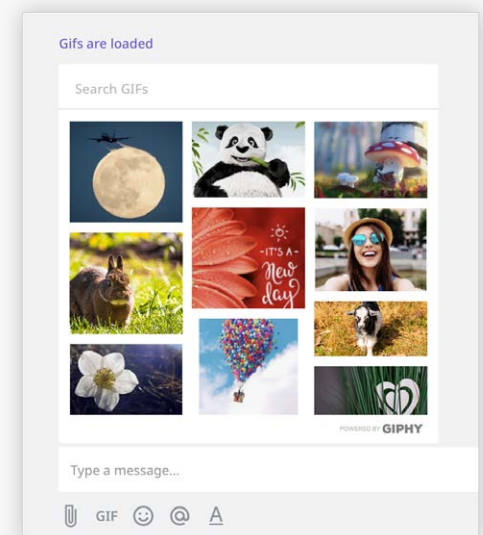 Gifs are loaded
Search GIFs
-IT'S A-
New
day
POWERED BY GIPHY
Type a message...
GIF
@
A